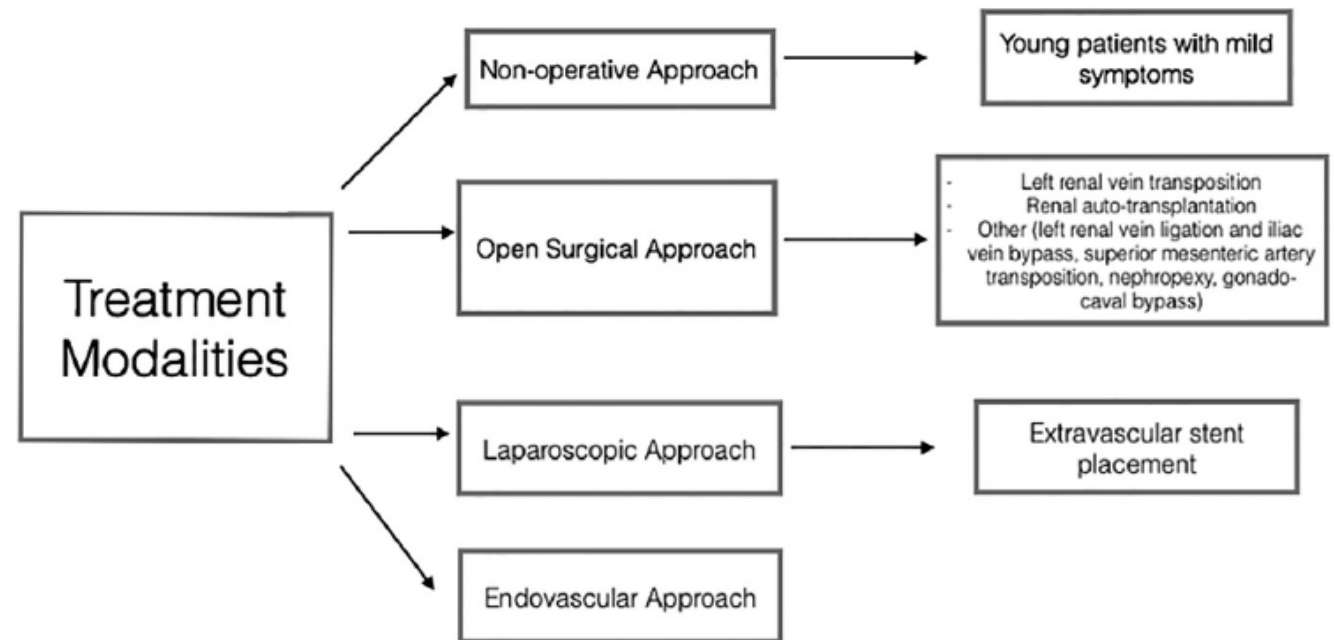 Treatment
Modalities
Non-operative Approach
Young patients with mild
symptoms
Open Surgical Approach
- Left renal vein transposition
- Renal auto-transplantation
- Other (left renal vein ligation and iliac
vein bypass, superior mesenteric artery
transposition, nephropexy, gonado-
caval bypass)
Laparoscopic Approach
Extravascular stent
placement
Endovascular Approach